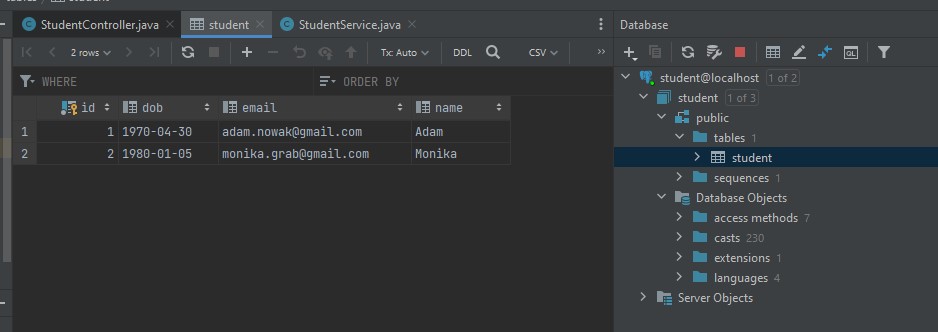 student
StudentController.java
student
StudentService.java
2 rows
Tx: Auto
DDL
CSV
WHERE
ORDER BY
id dob email name
1 1 1970-04-30 adam.nowak@gmail.com Adam
2 2 1980-01-05 monika.grab@gmail.com Monika
Database
QL
student@localhost 1 of 2
student 1 of 3
public
tables 1
student
sequences 1
Database Objects
access methods 7
casts 230
extensions 1
languages 4
Server Objects